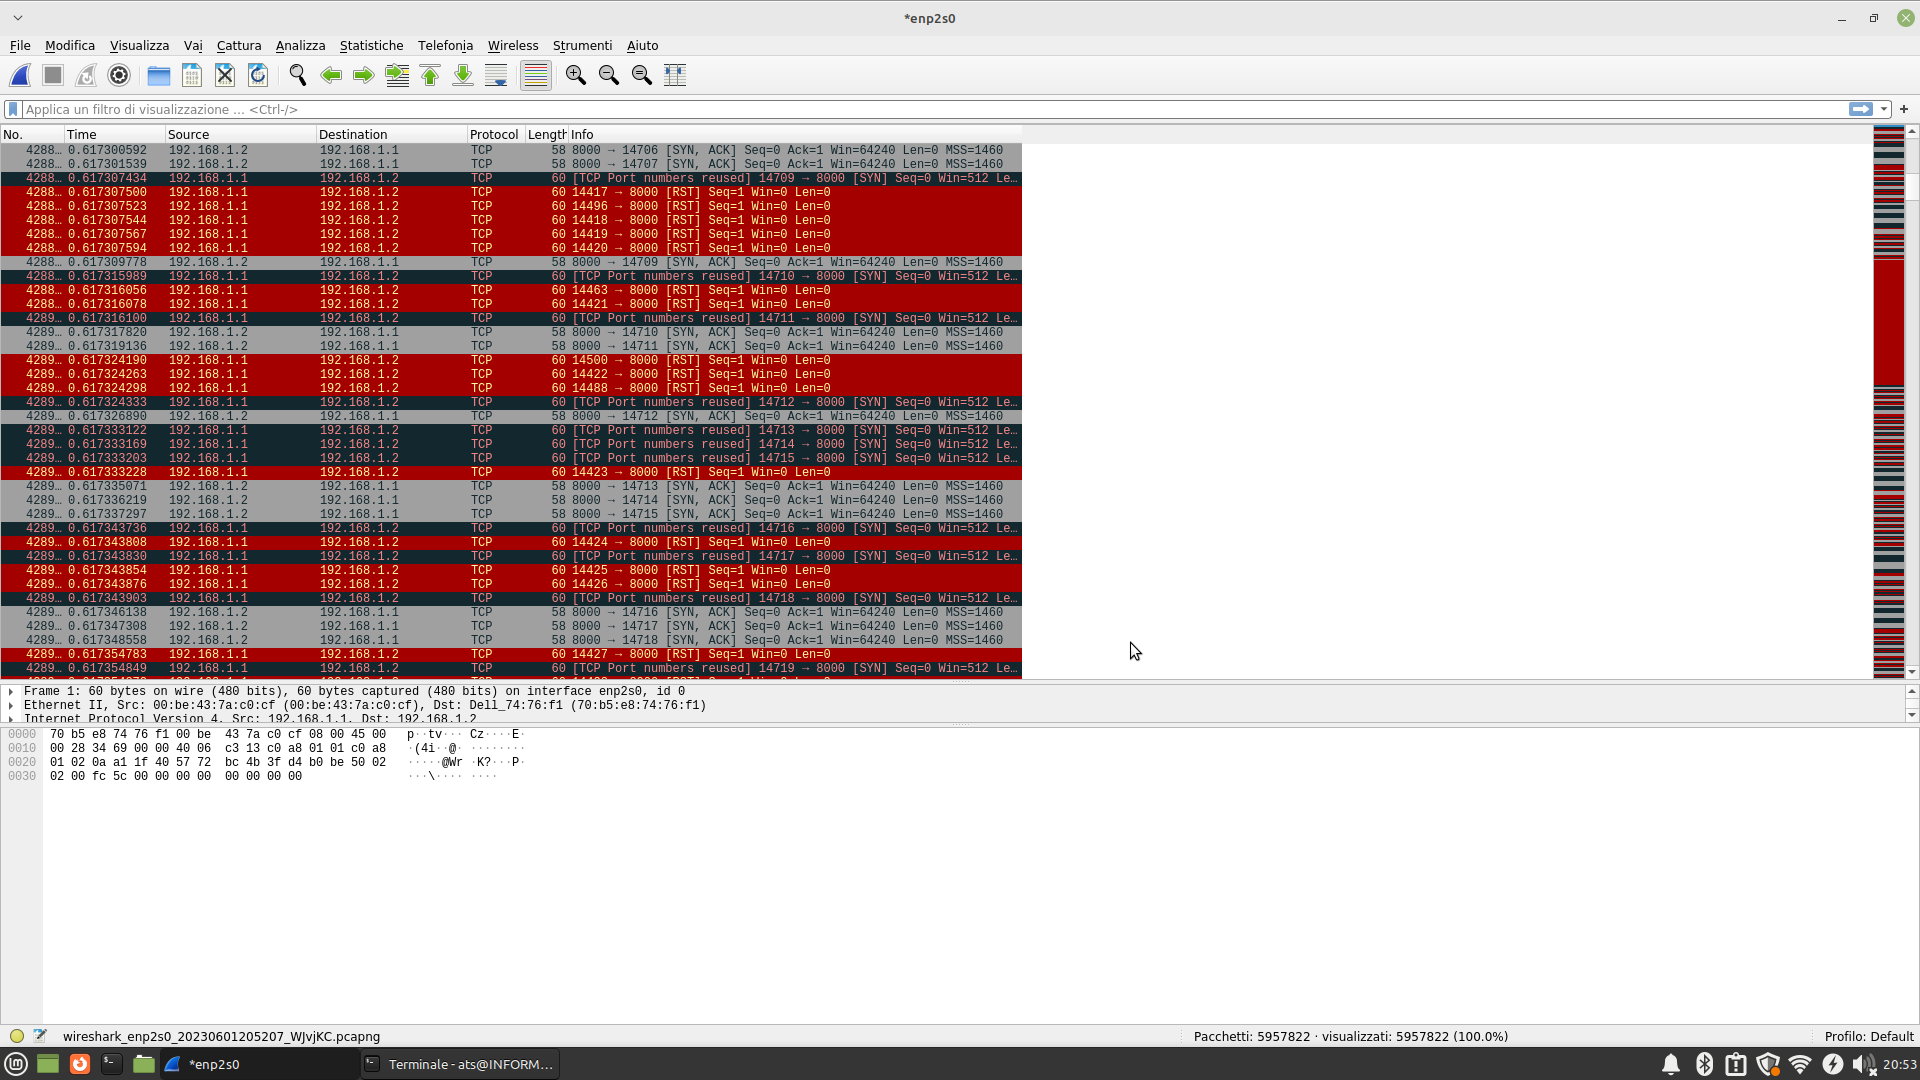 *enp2s0
File Modifica Visualizza Vai Cattura Analizza Statistiche Telefonia Wireless Strumenti Aiuto
Applica un filtro di visualizzazione … <Ctrl-/>
No. Time Source Destination Protocol Length Info
4288… 0.617300592 192.168.1.2 192.168.1.1 TCP 58 8000 → 14706 [SYN, ACK] Seq=0 Ack=1 Win=64240 Len=0 MSS=1460
4288… 0.617301539 192.168.1.2 192.168.1.1 TCP 58 8000 → 14707 [SYN, ACK] Seq=0 Ack=1 Win=64240 Len=0 MSS=1460
4288… 0.617307434 192.168.1.1 192.168.1.2 TCP 60 [TCP Port numbers reused] 14709 → 8000 [SYN] Seq=0 Win=512 Le…
4288… 0.617307500 192.168.1.1 192.168.1.2 TCP 60 14417 → 8000 [RST] Seq=1 Win=0 Len=0
4288… 0.617307523 192.168.1.1 192.168.1.2 TCP 60 14496 → 8000 [RST] Seq=1 Win=0 Len=0
4288… 0.617307544 192.168.1.1 192.168.1.2 TCP 60 14418 → 8000 [RST] Seq=1 Win=0 Len=0
4288… 0.617307567 192.168.1.1 192.168.1.2 TCP 60 14419 → 8000 [RST] Seq=1 Win=0 Len=0
4288… 0.617307594 192.168.1.1 192.168.1.2 TCP 60 14420 → 8000 [RST] Seq=1 Win=0 Len=0
4288… 0.617309778 192.168.1.2 192.168.1.1 TCP 58 8000 → 14709 [SYN, ACK] Seq=0 Ack=1 Win=64240 Len=0 MSS=1460
4288… 0.617315989 192.168.1.1 192.168.1.2 TCP 60 [TCP Port numbers reused] 14710 → 8000 [SYN] Seq=0 Win=512 Le…
4288… 0.617316056 192.168.1.1 192.168.1.2 TCP 60 14463 → 8000 [RST] Seq=1 Win=0 Len=0
4288… 0.617316078 192.168.1.1 192.168.1.2 TCP 60 14421 → 8000 [RST] Seq=1 Win=0 Len=0
4289… 0.617316100 192.168.1.1 192.168.1.2 TCP 60 [TCP Port numbers reused] 14711 → 8000 [SYN] Seq=0 Win=512 Le…
4289… 0.617317820 192.168.1.2 192.168.1.1 TCP 58 8000 → 14710 [SYN, ACK] Seq=0 Ack=1 Win=64240 Len=0 MSS=1460
4289… 0.617319136 192.168.1.2 192.168.1.1 TCP 58 8000 → 14711 [SYN, ACK] Seq=0 Ack=1 Win=64240 Len=0 MSS=1460
4289… 0.617324190 192.168.1.1 192.168.1.2 TCP 60 14500 → 8000 [RST] Seq=1 Win=0 Len=0
4289… 0.617324263 192.168.1.1 192.168.1.2 TCP 60 14422 → 8000 [RST] Seq=1 Win=0 Len=0
4289… 0.617324298 192.168.1.1 192.168.1.2 TCP 60 14488 → 8000 [RST] Seq=1 Win=0 Len=0
4289… 0.617324333 192.168.1.1 192.168.1.2 TCP 60 [TCP Port numbers reused] 14712 → 8000 [SYN] Seq=0 Win=512 Le…
4289… 0.617326890 192.168.1.2 192.168.1.1 TCP 58 8000 → 14712 [SYN, ACK] Seq=0 Ack=1 Win=64240 Len=0 MSS=1460
4289… 0.617333122 192.168.1.1 192.168.1.2 TCP 60 [TCP Port numbers reused] 14713 → 8000 [SYN] Seq=0 Win=512 Le…
4289… 0.617333169 192.168.1.1 192.168.1.2 TCP 60 [TCP Port numbers reused] 14714 → 8000 [SYN] Seq=0 Win=512 Le…
4289… 0.617333203 192.168.1.1 192.168.1.2 TCP 60 [TCP Port numbers reused] 14715 → 8000 [SYN] Seq=0 Win=512 Le…
4289… 0.617333228 192.168.1.1 192.168.1.2 TCP 60 14423 → 8000 [RST] Seq=1 Win=0 Len=0
4289… 0.617335071 192.168.1.2 192.168.1.1 TCP 58 8000 → 14713 [SYN, ACK] Seq=0 Ack=1 Win=64240 Len=0 MSS=1460
4289… 0.617336219 192.168.1.2 192.168.1.1 TCP 58 8000 → 14714 [SYN, ACK] Seq=0 Ack=1 Win=64240 Len=0 MSS=1460
4289… 0.617337297 192.168.1.2 192.168.1.1 TCP 58 8000 → 14715 [SYN, ACK] Seq=0 Ack=1 Win=64240 Len=0 MSS=1460
4289… 0.617343736 192.168.1.1 192.168.1.2 TCP 60 [TCP Port numbers reused] 14716 → 8000 [SYN] Seq=0 Win=512 Le…
4289… 0.617343808 192.168.1.1 192.168.1.2 TCP 60 14424 → 8000 [RST] Seq=1 Win=0 Len=0
4289… 0.617343830 192.168.1.1 192.168.1.2 TCP 60 [TCP Port numbers reused] 14717 → 8000 [SYN] Seq=0 Win=512 Le…
4289… 0.617343854 192.168.1.1 192.168.1.2 TCP 60 14425 → 8000 [RST] Seq=1 Win=0 Len=0
4289… 0.617343876 192.168.1.1 192.168.1.2 TCP 60 14426 → 8000 [RST] Seq=1 Win=0 Len=0
4289… 0.617343903 192.168.1.1 192.168.1.2 TCP 60 [TCP Port numbers reused] 14718 → 8000 [SYN] Seq=0 Win=512 Le…
4289… 0.617346138 192.168.1.2 192.168.1.1 TCP 58 8000 → 14716 [SYN, ACK] Seq=0 Ack=1 Win=64240 Len=0 MSS=1460
4289… 0.617347308 192.168.1.2 192.168.1.1 TCP 58 8000 → 14717 [SYN, ACK] Seq=0 Ack=1 Win=64240 Len=0 MSS=1460
4289… 0.617348558 192.168.1.2 192.168.1.1 TCP 58 8000 → 14718 [SYN, ACK] Seq=0 Ack=1 Win=64240 Len=0 MSS=1460
4289… 0.617354783 192.168.1.1 192.168.1.2 TCP 60 14427 → 8000 [RST] Seq=1 Win=0 Len=0
4289… 0.617354849 192.168.1.1 192.168.1.2 TCP 60 [TCP Port numbers reused] 14719 → 8000 [SYN] Seq=0 Win=512 Le…
Frame 1: 60 bytes on wire (480 bits), 60 bytes captured (480 bits) on interface enp2s0, id 0
Ethernet II, Src: 00:be:43:7a:c0:cf (00:be:43:7a:c0:cf), Dst: Dell_74:76:f1 (70:b5:e8:74:76:f1)
Internet Protocol Version 4, Src: 192.168.1.1, Dst: 192.168.1.2
0000 70 b5 e8 74 76 f1 00 be 43 7a c0 cf 08 00 45 00 p··tv··· Cz····E·
0010 00 28 34 69 00 00 40 06 c3 13 c0 a8 01 01 c0 a8 ·(4i··@· ········
0020 01 02 0a a1 1f 40 57 72 bc 4b 3f d4 b0 be 50 02 ·····@Wr ·K?···P·
0030 02 00 fc 5c 00 00 00 00 00 00 00 00 ···\···· ····
wireshark_enp2s0_20230601205207_WJvjKC.pcapng Pacchetti: 5957822 · visualizzati: 5957822 (100.0%) Profilo: Default
*enp2s0 Terminale - ats@INFORM… 20:53